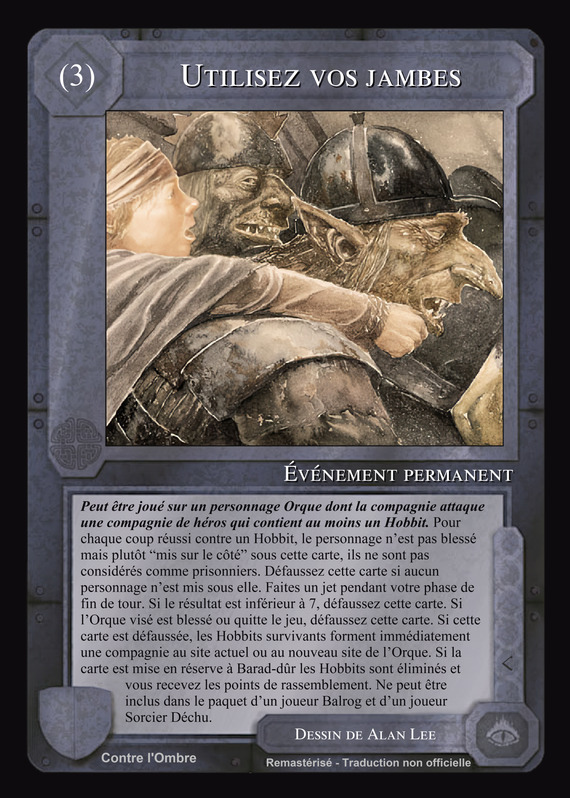 (3)
UTILISEZ VOS JAMBES
ÉVÉNEMENT PERMANENT
Peut être joué sur un personnage Orque dont la compagnie attaque
une compagnie de héros qui contient au moins un Hobbit. Pour
chaque coup réussi contre un Hobbit, le personnage n’est pas blessé
mais plutôt “mis sur le côté” sous cette carte, ils ne sont pas
considérés comme prisonniers. Défaussez cette carte si aucun
personnage n’est mis sous elle. Faites un jet pendant votre phase de
fin de tour. Si le résultat est inférieur à 7, défaussez cette carte. Si
l’Orque visé est blessé ou quitte le jeu, défaussez cette carte. Si cette
carte est défaussée, les Hobbits survivants forment immédiatement
une compagnie au site actuel ou au nouveau site de l’Orque. Si la
carte est mise en réserve à Barad-dûr les Hobbits sont éliminés et
vous recevez les points de rassemblement. Ne peut être
inclus dans le paquet d’un joueur Balrog et d’un joueur
Sorcier Déchu.
DESSIN DE ALAN LEE
Contre l'Ombre
Remastérisé - Traduction non officielle